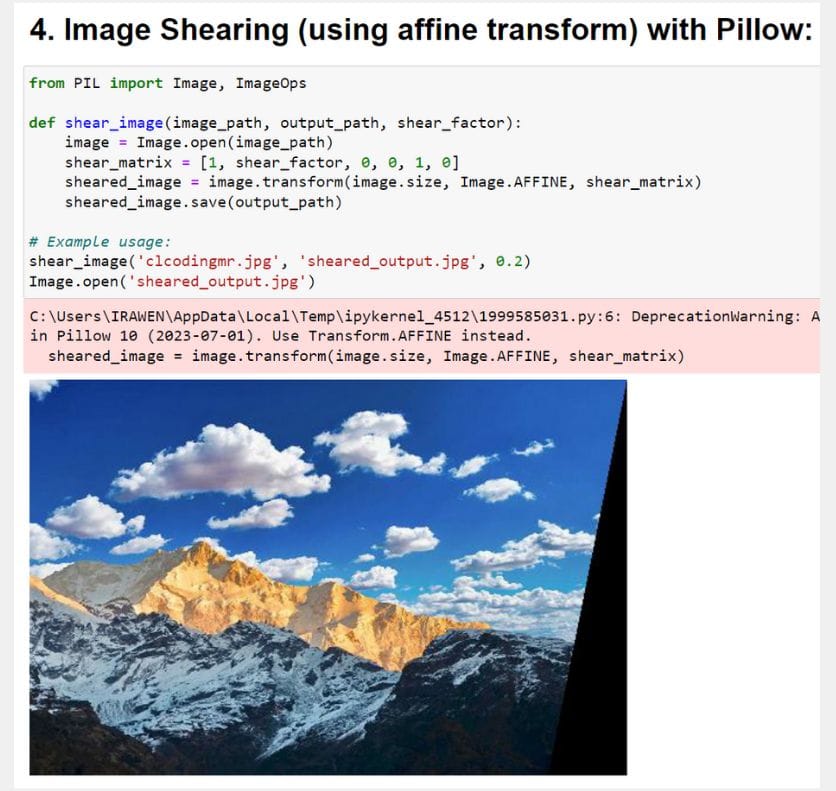 4. Image Shearing (using affine transform) with Pillow:
from PIL import Image, ImageOps
def shear_image(image_path, output_path, shear_factor):
    image = Image.open(image_path)
    shear_matrix = [1, shear_factor, 0, 0, 1, 0]
    sheared_image = image.transform(image.size, Image.AFFINE, shear_matrix)
    sheared_image.save(output_path)
# Example usage:
shear_image('clcodingmr.jpg', 'sheared_output.jpg', 0.2)
Image.open('sheared_output.jpg')
C:\Users\IRAWEN\AppData\Local\Temp\ipykernel_4512\1999585031.py:6: DeprecationWarning: A
in Pillow 10 (2023-07-01). Use Transform.AFFINE instead.
  sheared_image = image.transform(image.size, Image.AFFINE, shear_matrix)